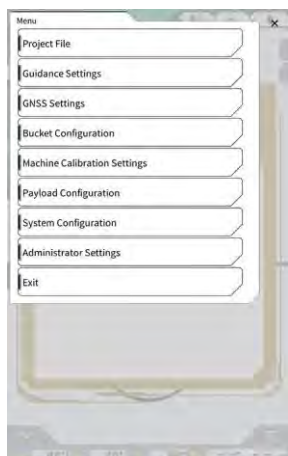 Menu
×
Project File
Guidance Settings
GNSS Settings
Bucket Configuration
Machine Calibration Settings
Payload Configuration
System Configuration
Administrator Settings
Exit